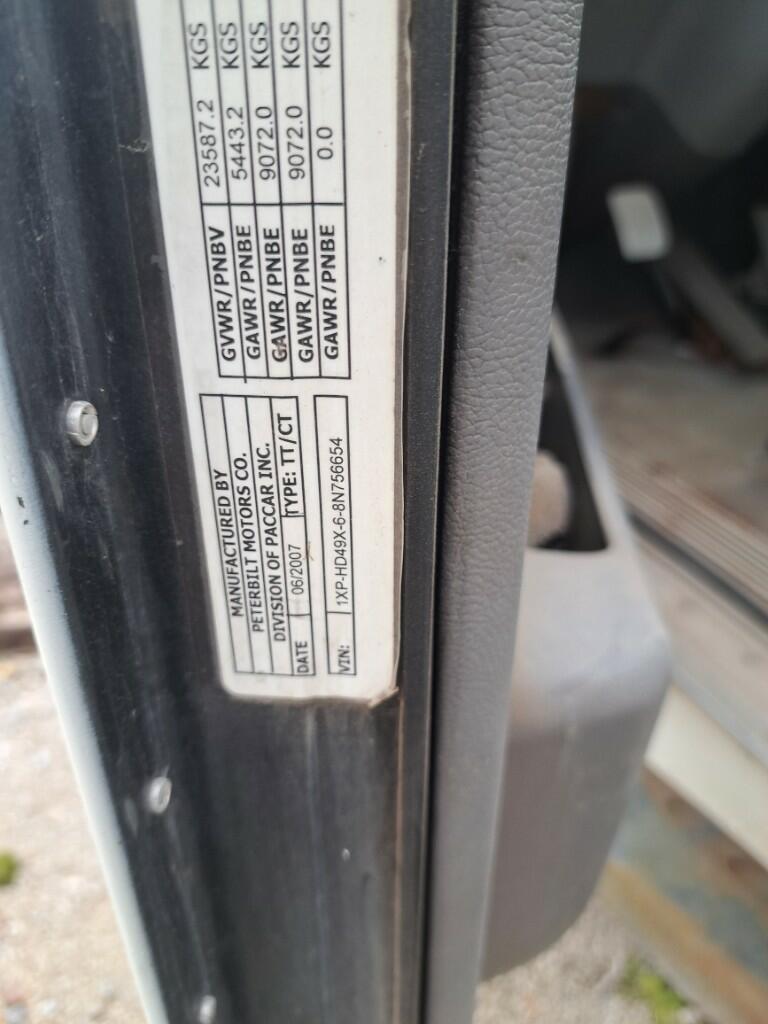 MANUFACTURED BY
PETERBILT MOTORS CO.
DIVISION OF PACCAR INC.
DATE 06/2007 TYPE: TT/CT
VIN: 1XP-HD49X-6-8N756654
GVWR/PNBV 23587.2 KGS
GAWR/PNBE 5443.2 KGS
GAWR/PNBE 9072.0 KGS
GAWR/PNBE 9072.0 KGS
GAWR/PNBE 0.0 KGS